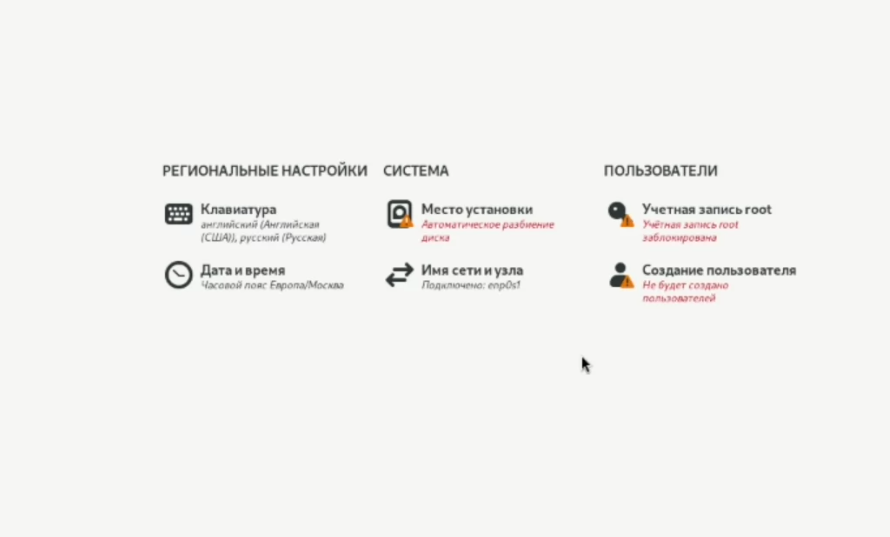 РЕГИОНАЛЬНЫЕ НАСТРОЙКИ
Клавиатура
английский (Английская
(США)), русский (Русская)
Дата и время
Часовой пояс Европа/Москва
СИСТЕМА
Место установки
Автоматическое разбиение
диска
Имя сети и узла
Подключено: enp0s1
ПОЛЬЗОВАТЕЛИ
Учетная запись root
Учётная запись root
заблокирована
Создание пользователя
Не будет создано
пользователей